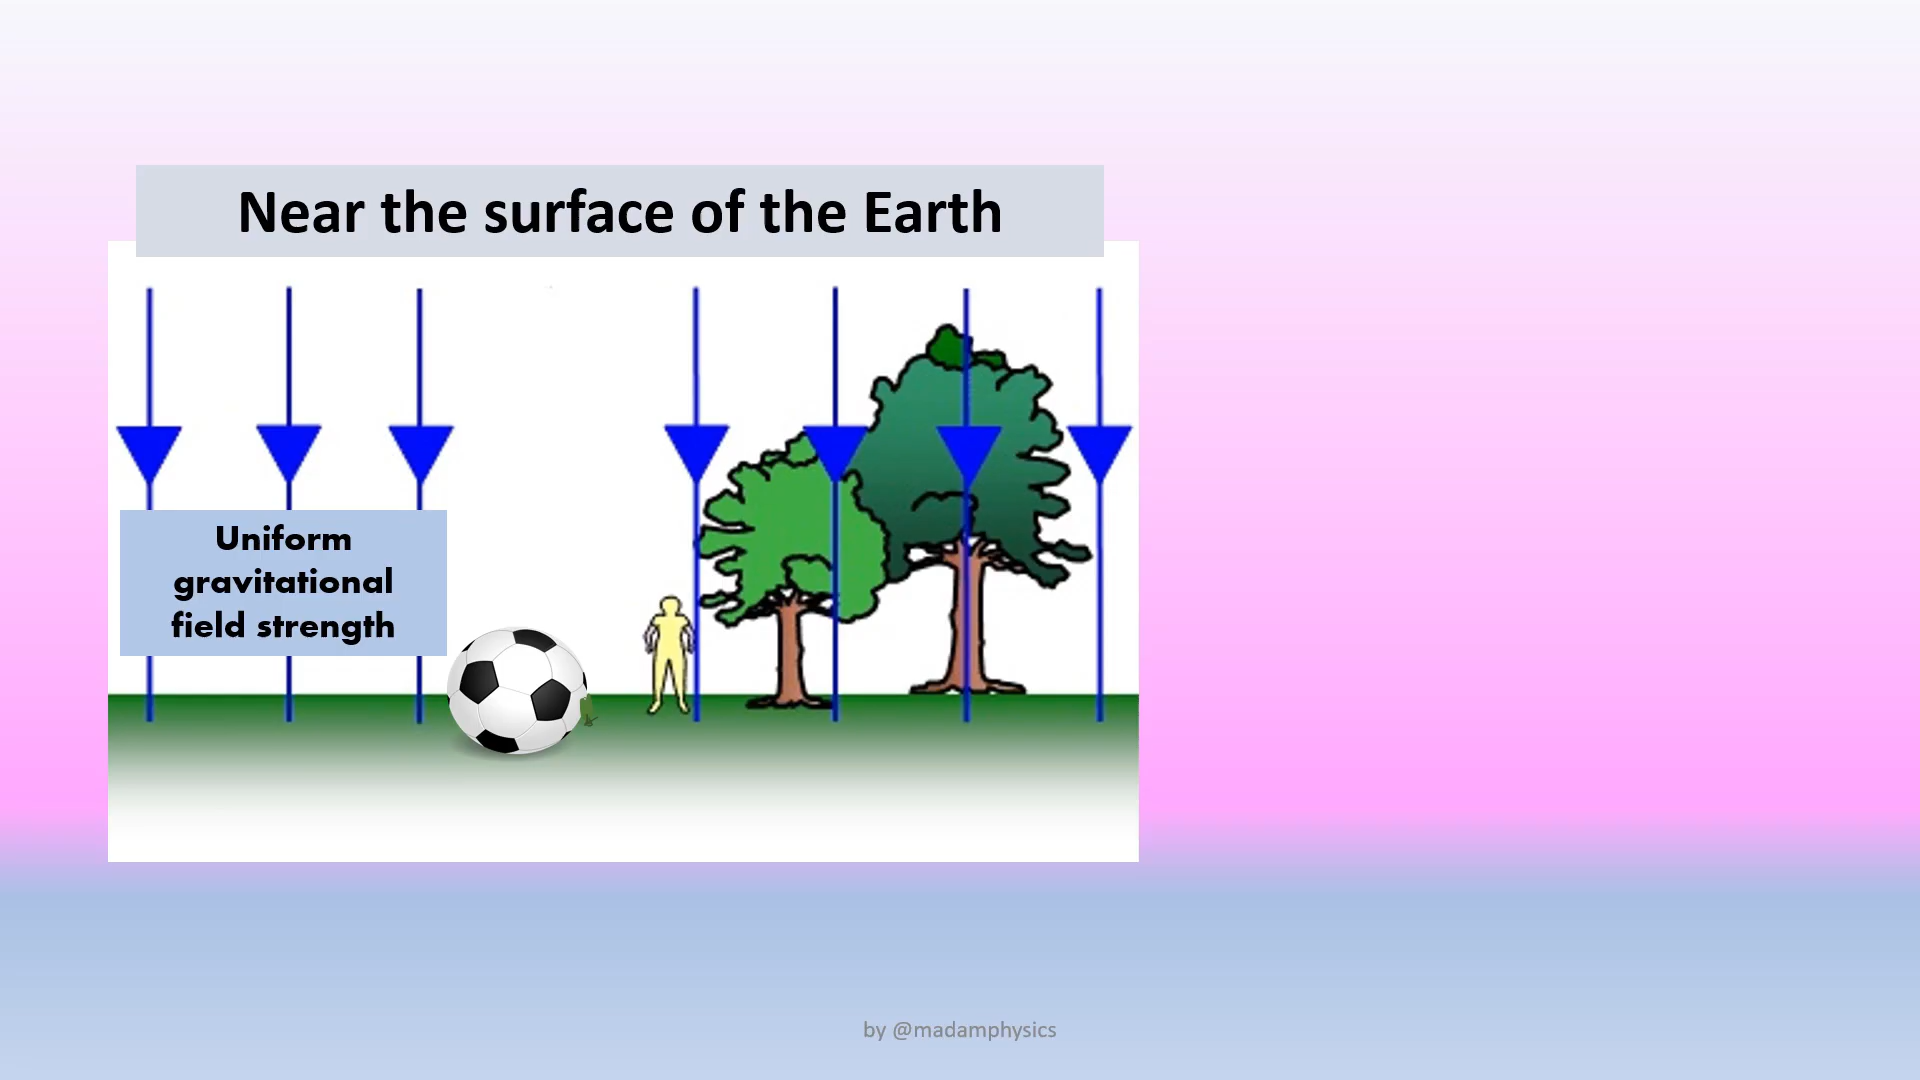 Near the surface of the Earth
Uniform
gravitational
field strength
by @madamphysics